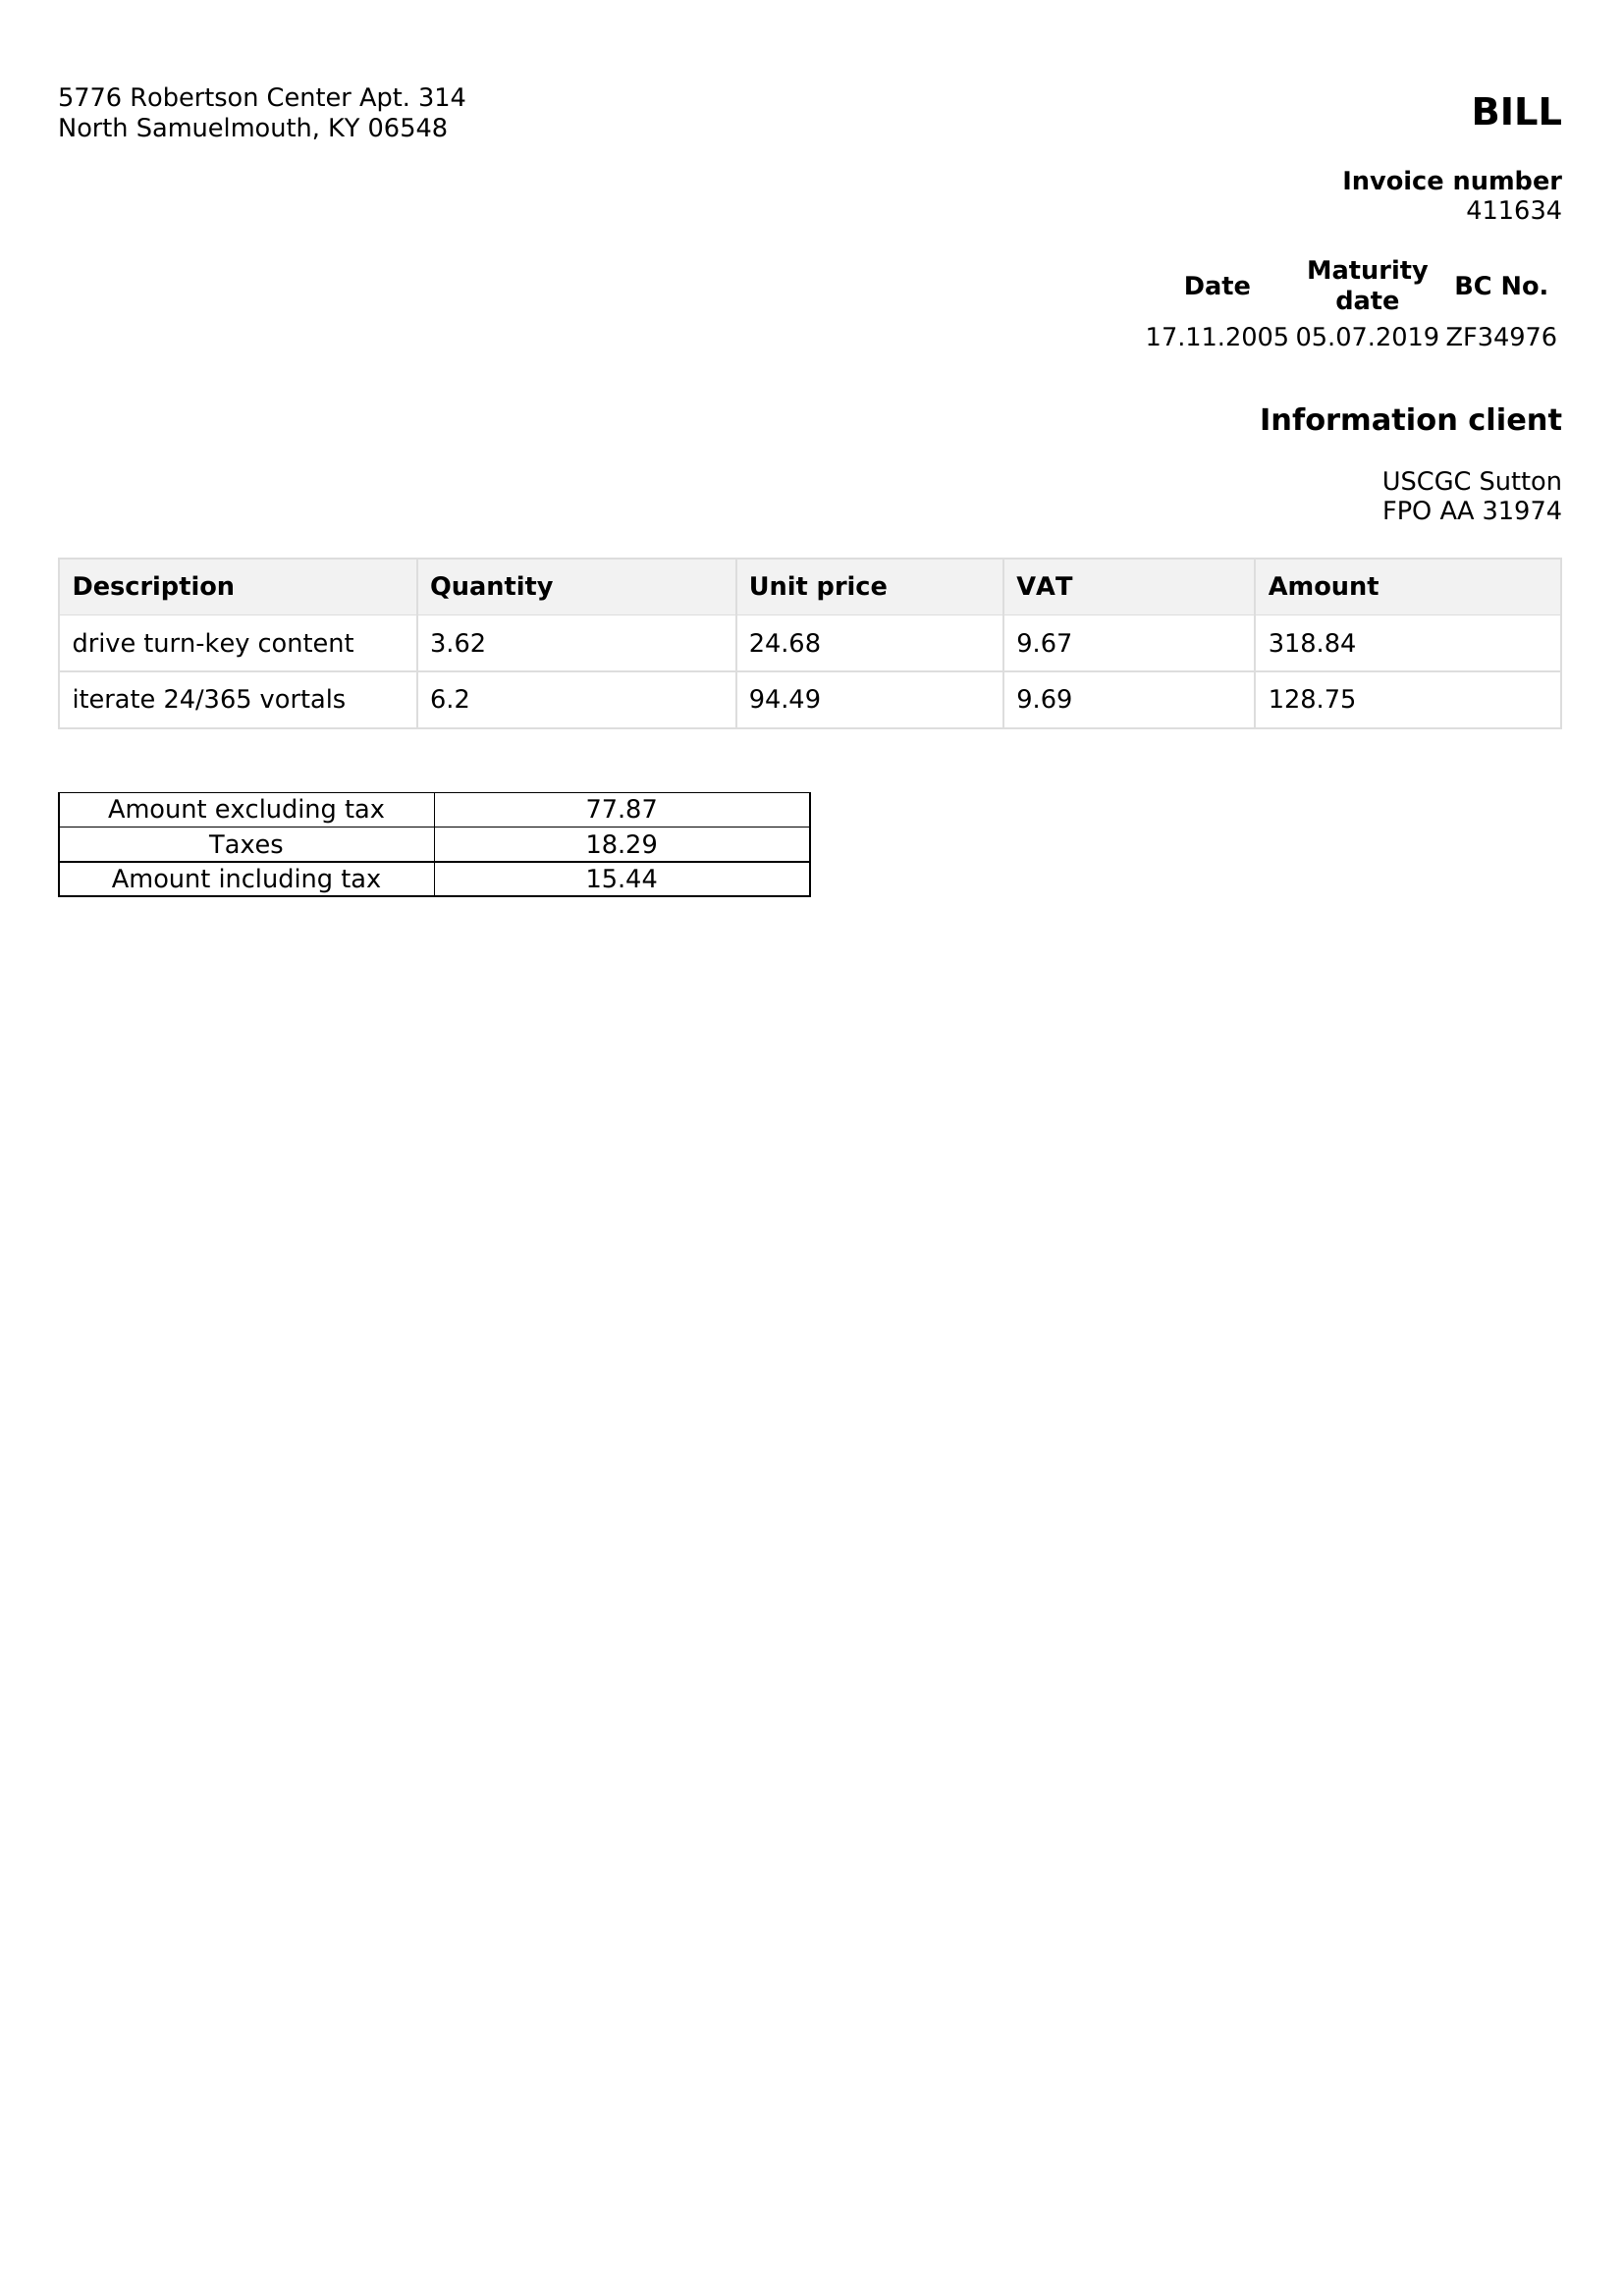 5776 Robertson Center Apt. 314
North Samuelmouth, KY 06548
BILL
Invoice number
411634
Date Maturity date BC No.
17.11.2005 05.07.2019 ZF34976
Information client
USCGC Sutton
FPO AA 31974
Description Quantity Unit price VAT Amount
drive turn-key content 3.62 24.68 9.67 318.84
iterate 24/365 vortals 6.2 94.49 9.69 128.75
Amount excluding tax 77.87
Taxes 18.29
Amount including tax 15.44